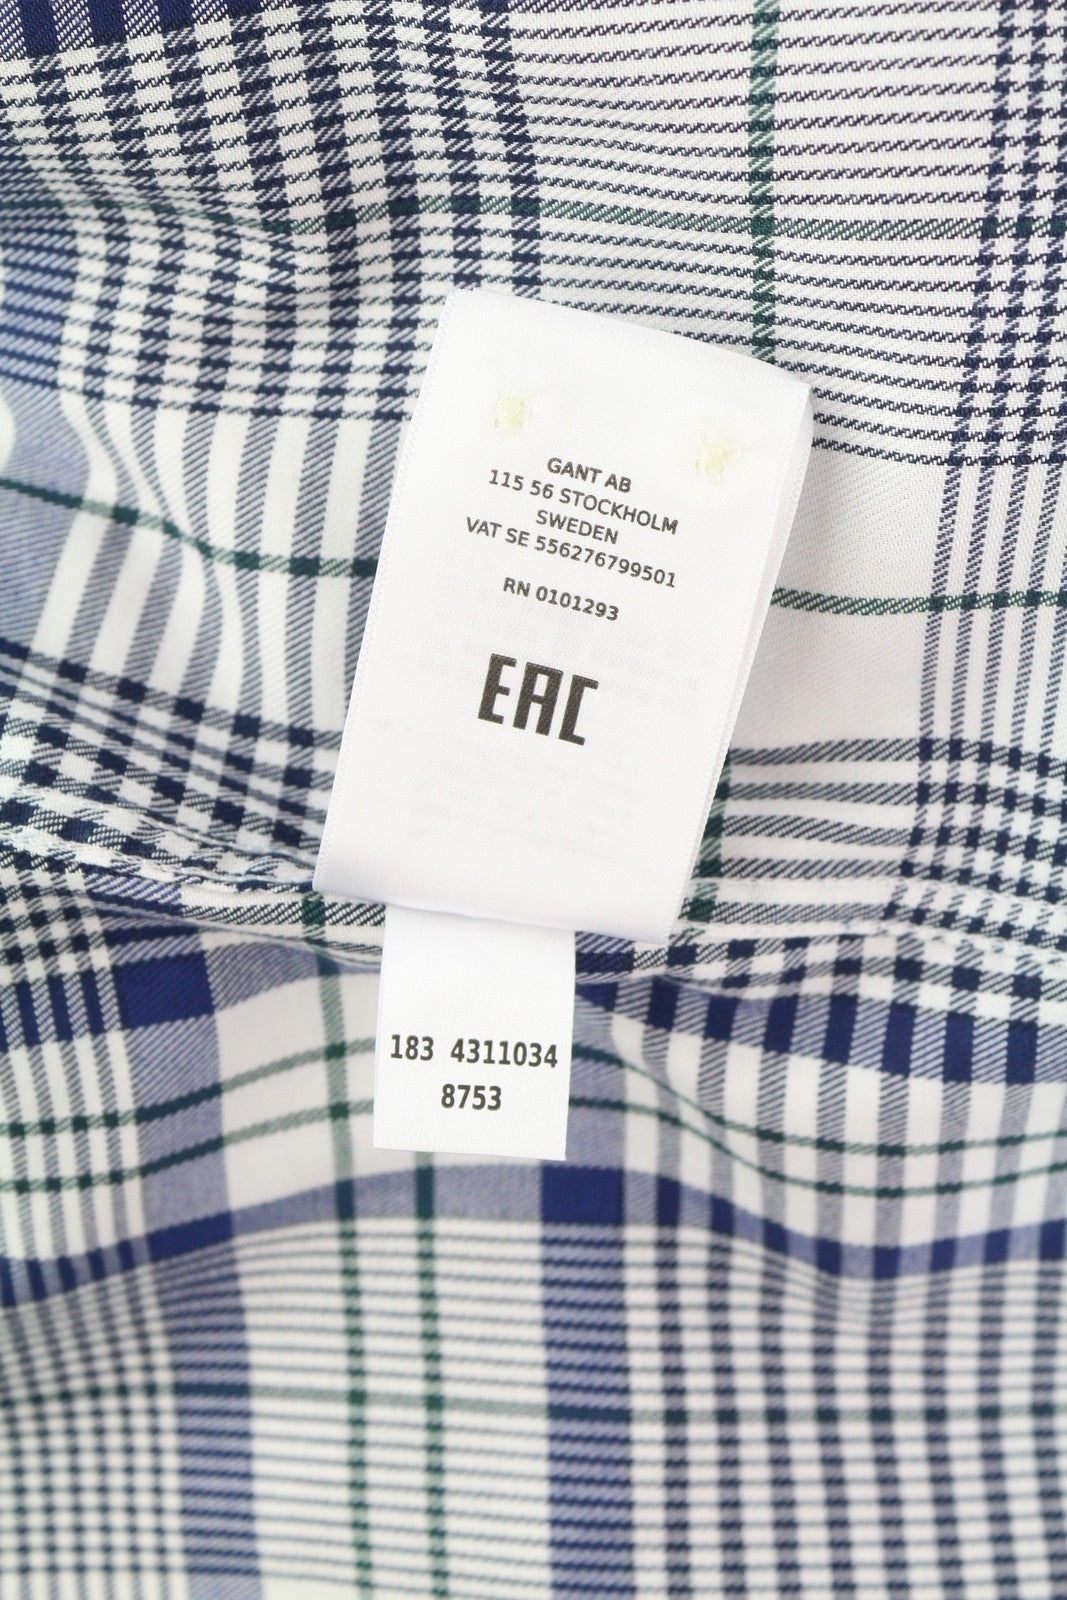 GANT AB
115 56 STOCKHOLM
SWEDEN
VAT SE 556276799501
RN 0101293
EAC
183 4311034
8753